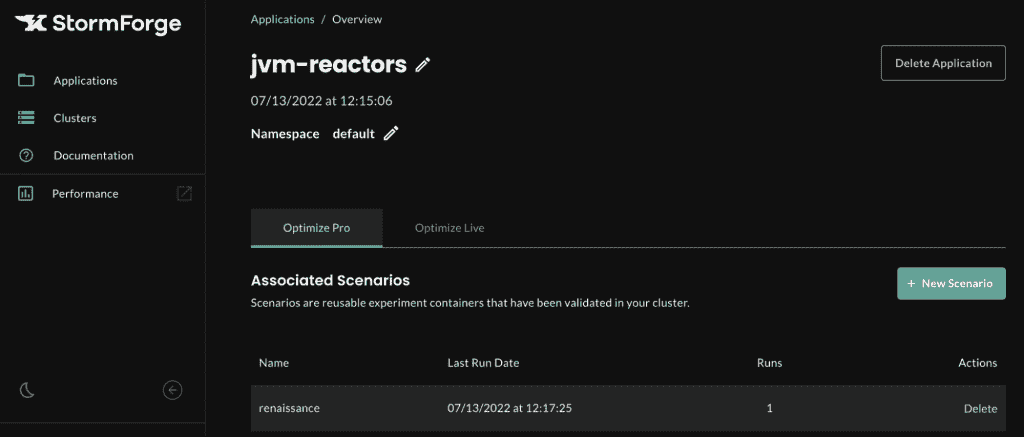 StormForge
Applications
Clusters
Documentation
Performance
Applications / Overview
jvm-reactors
Delete Application
07/13/2022 at 12:15:06
Namespace default
Optimize Pro Optimize Live
Associated Scenarios
Scenarios are reusable experiment containers that have been validated in your cluster.
+ New Scenario
Name Last Run Date Runs Actions
renaissance 07/13/2022 at 12:17:25 1 Delete